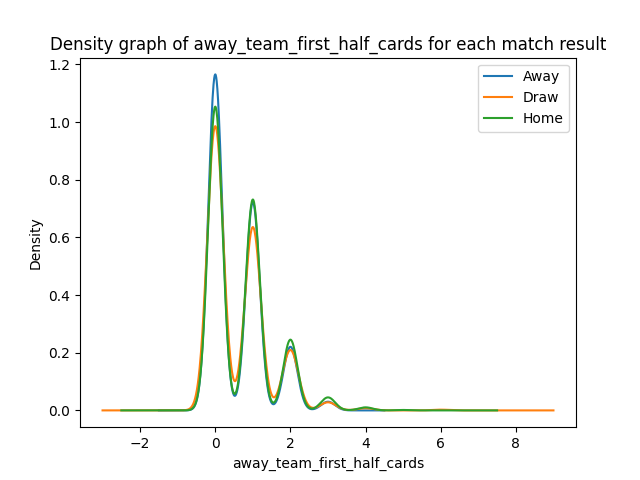 Density graph of away_team_first_half_cards for each match result
1.2
1.0
0.8
0.6
0.4
0.2
0.0
Density
Away
Draw
Home
−2 0 2 4 6 8
away_team_first_half_cards